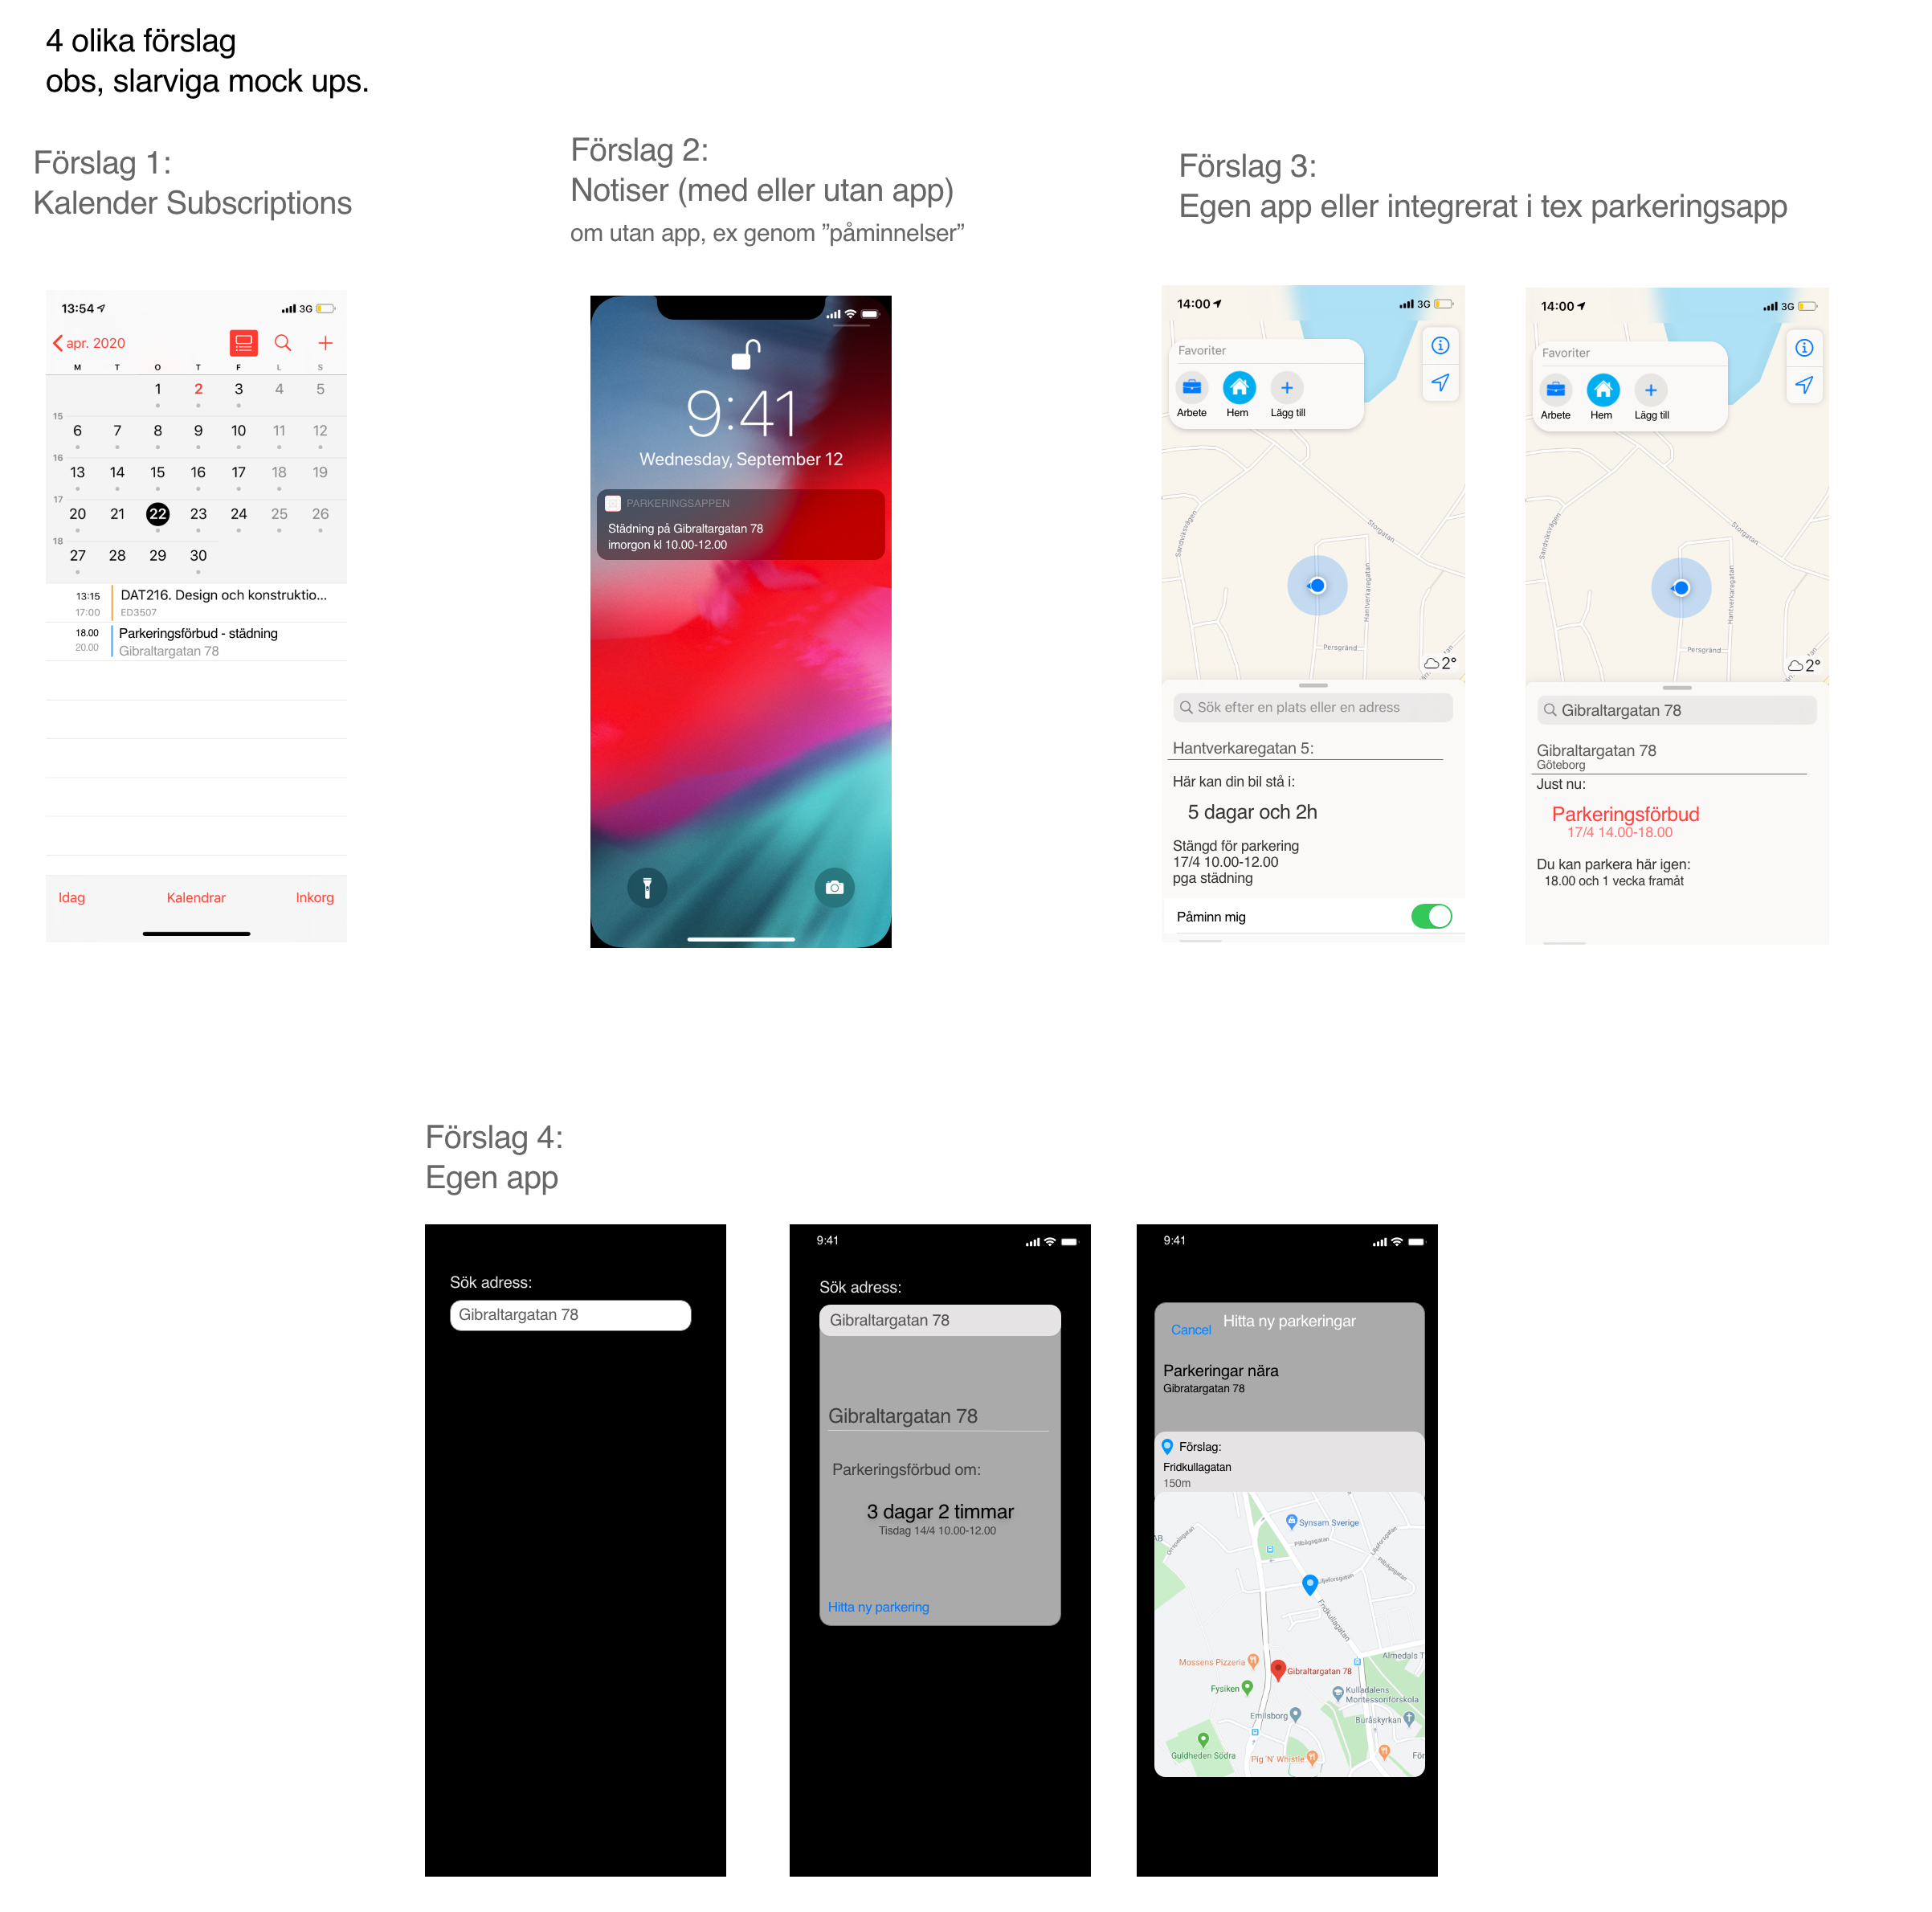 4 olika förslag
obs, slarviga mock ups.
Förslag 1:
Kalender Subscriptions
13:54
3G
apr. 2020
M T O T F L S
1 2 3 4 5
15
6 7 8 9 10 11 12
16
13 14 15 16 17 18 19
17
20 21 22 23 24 25 26
18
27 28 29 30
13:15 DAT216. Design och konstruktio...
17:00 ED3507
18.00 Parkeringsförbud - städning
20.00 Gibraltargatan 78
Idag Kalendrar Inkorg
Förslag 2:
Notiser (med eller utan app)
om utan app, ex genom ”påminnelser”
9:41
Wednesday, September 12
PARKERINGSAPPEN
Städning på Gibraltargatan 78
imorgon kl 10.00-12.00
Förslag 3:
Egen app eller integrerat i tex parkeringsapp
14:00 3G
Favoriter
Arbete Hem Lägg till
Sandviksvägen
Storgatan
Hantverkaregatan
Persgränd
2°
Sök efter en plats eller en adress
Hantverkaregatan 5:
Här kan din bil stå i:
5 dagar och 2h
Stängd för parkering
17/4 10.00-12.00
pga städning
Påminn mig
14:00 3G
Favoriter
Arbete Hem Lägg till
Sandviksvägen
Storgatan
Hantverkaregatan
Persgränd
2°
Gibraltargatan 78
Gibraltargatan 78
Göteborg
Just nu:
Parkeringsförbud
17/4 14.00-18.00
Du kan parkera här igen:
18.00 och 1 vecka framåt
Förslag 4:
Egen app
Sök adress:
Gibraltargatan 78
9:41
Sök adress:
Gibraltargatan 78
Gibraltargatan 78
Parkeringsförbud om:
3 dagar 2 timmar
Tisdag 14/4 10.00-12.00
Hitta ny parkering
9:41
Hitta ny parkeringar
Cancel
Parkeringar nära
Gibratargatan 78
Förslag:
Fridkullagatan
150m
Synsam Sverige
AB
Pilbågsgatan
Pilbågsgatan
Fridkullagatan
Almedals T
Mossens Pizzeria
Gibraltargatan 78
Fysiken
Kulladalens
Montessoriförskola
Emilsborg
Buråskyrkan
Guldheden Södra
Pig 'N' Whistle
För